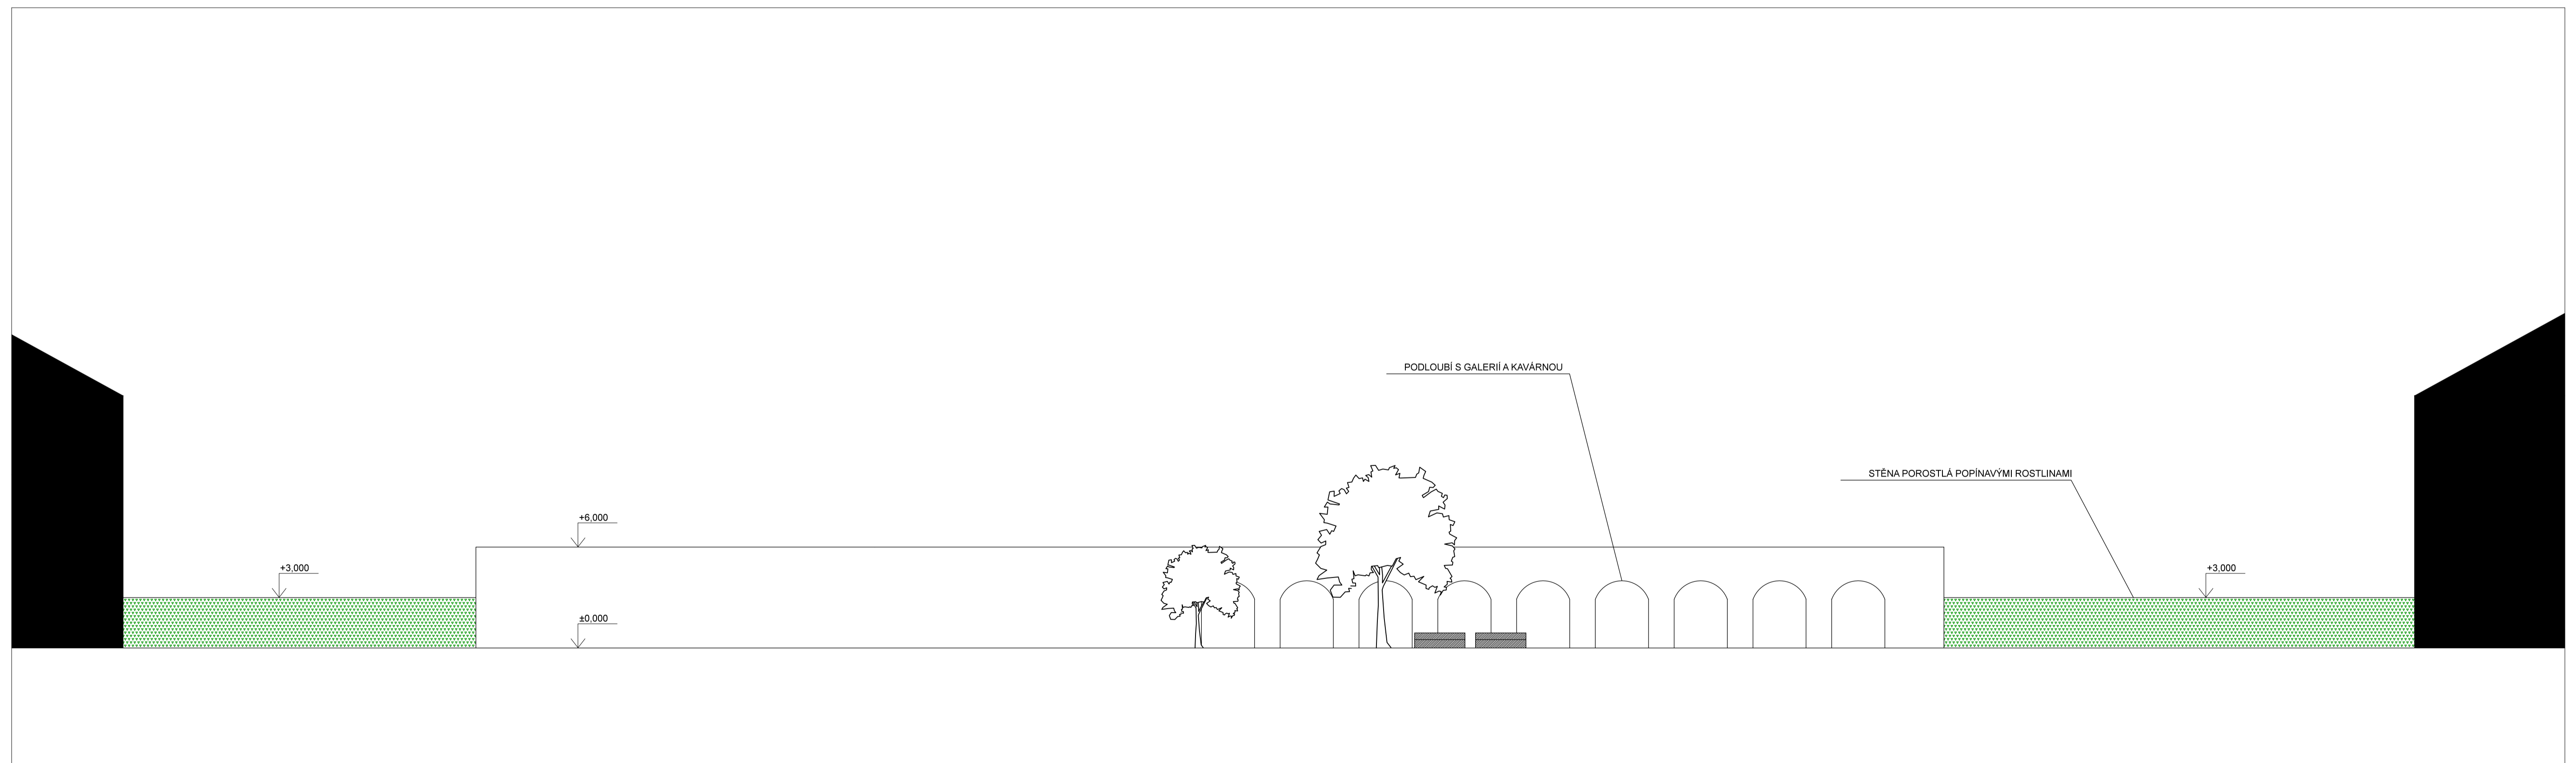 PODLOUBÍ S GALERIÍ A KAVÁRNOU
STĚNA POROSTLÁ POPÍNAVÝMI ROSTLINAMI
+6,000
+3,000
+3,000
±0,000